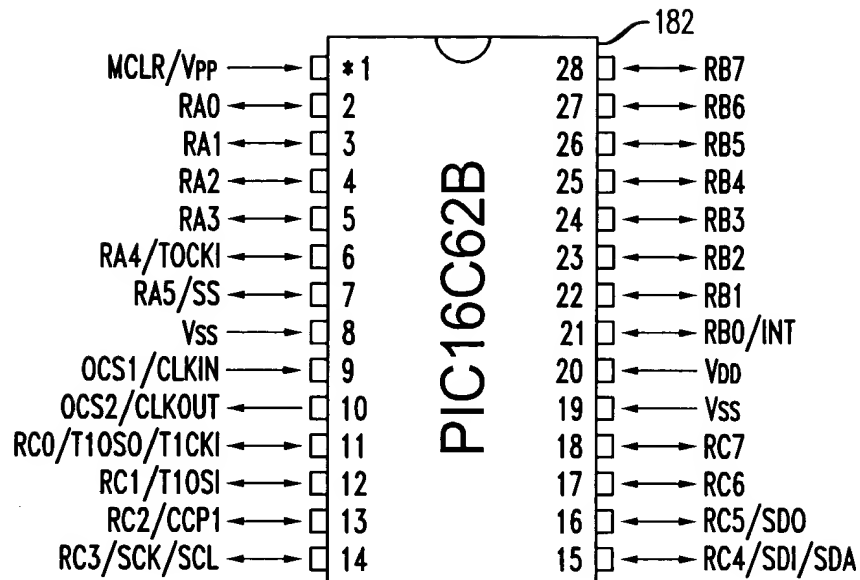 182
MCLR/VPP *1 28 RB7
RA0 2 27 RB6
RA1 3 26 RB5
RA2 4 25 RB4
RA3 5 24 RB3
RA4/TOCKI 6 23 RB2
RA5/SS 7 22 RB1
VSS 8 21 RB0/INT
OCS1/CLKIN 9 20 VDD
OCS2/CLKOUT 10 19 VSS
RC0/T1OSO/T1CKI 11 18 RC7
RC1/T1OSI 12 17 RC6
RC2/CCP1 13 16 RC5/SDO
RC3/SCK/SCL 14 15 RC4/SDI/SDA
PIC16C62B